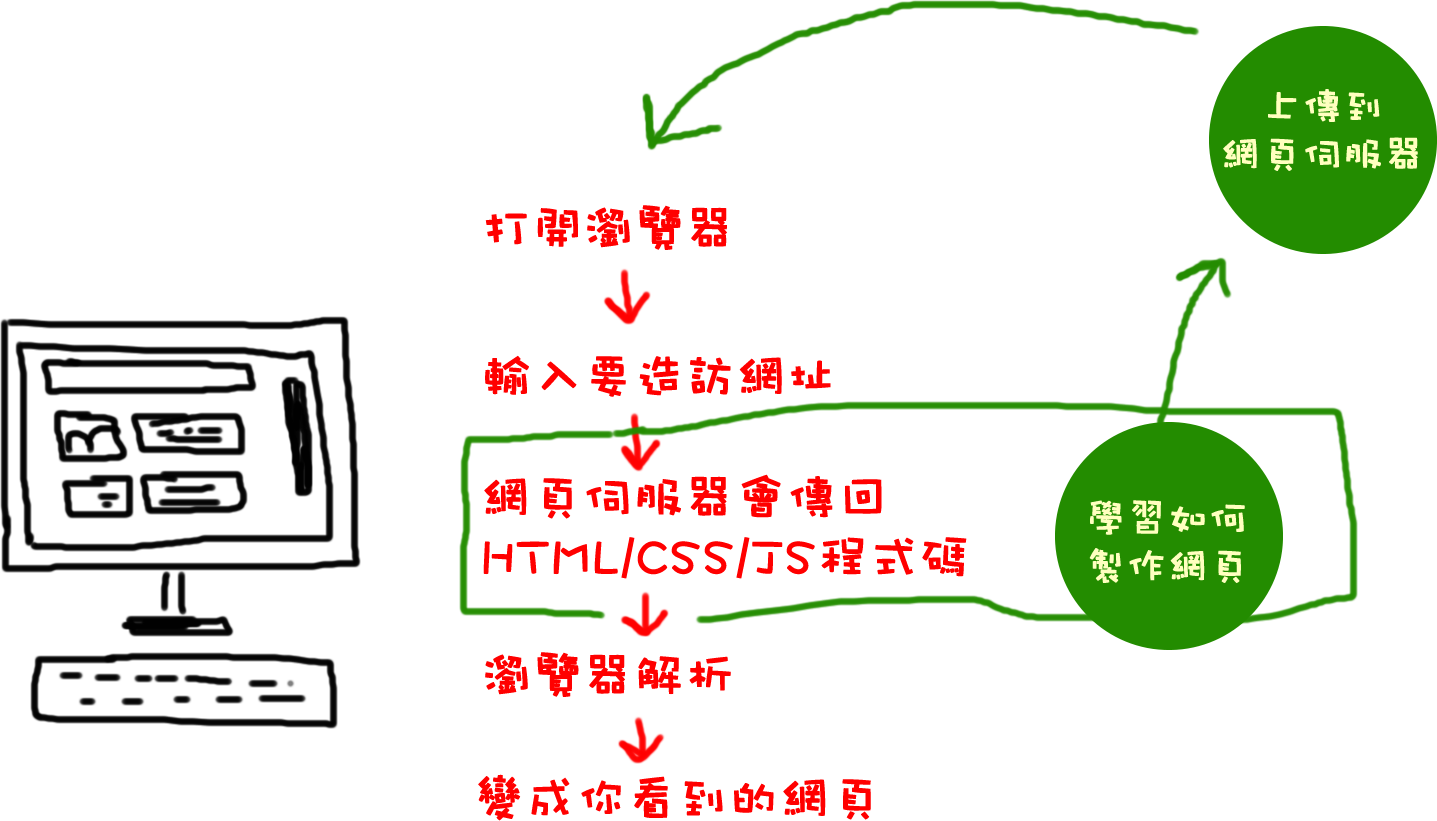 上傳到
網頁伺服器
打開瀏覽器
輸入要造訪網址
網頁伺服器會傳回
HTML/CSS/JS程式碼
學習如何
製作網頁
瀏覽器解析
變成你看到的網頁